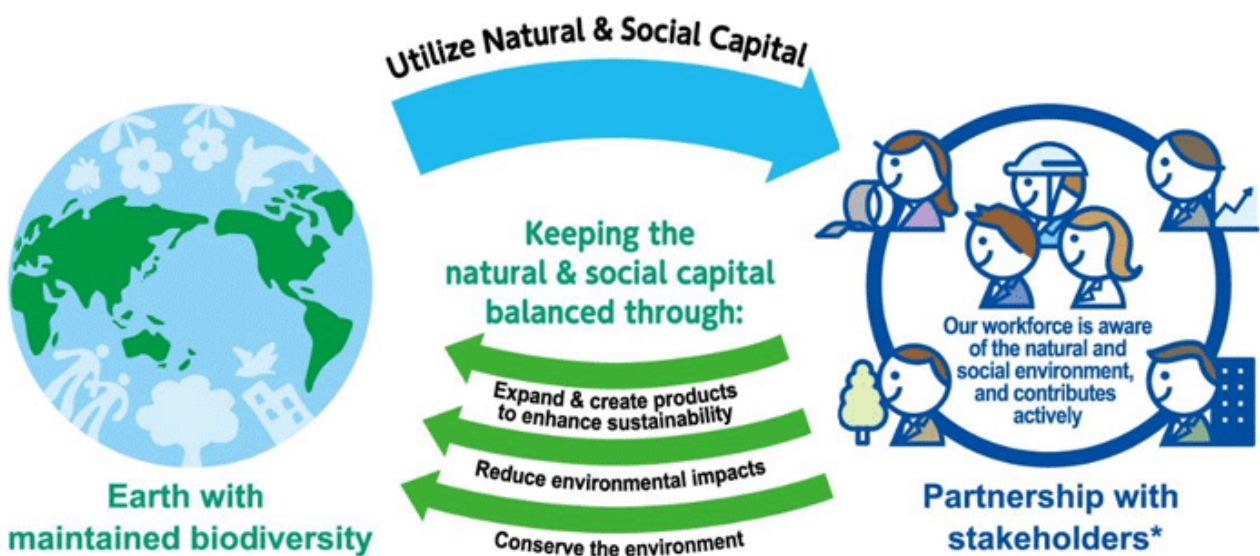 Utilize Natural & Social Capital
Keeping the
natural & social capital
balanced through:
Expand & create products
to enhance sustainability
Reduce environmental impacts
Conserve the environment
Earth with
maintained biodiversity
Our workforce is aware
of the natural and
social environment,
and contributes
actively
Partnership with
stakeholders*